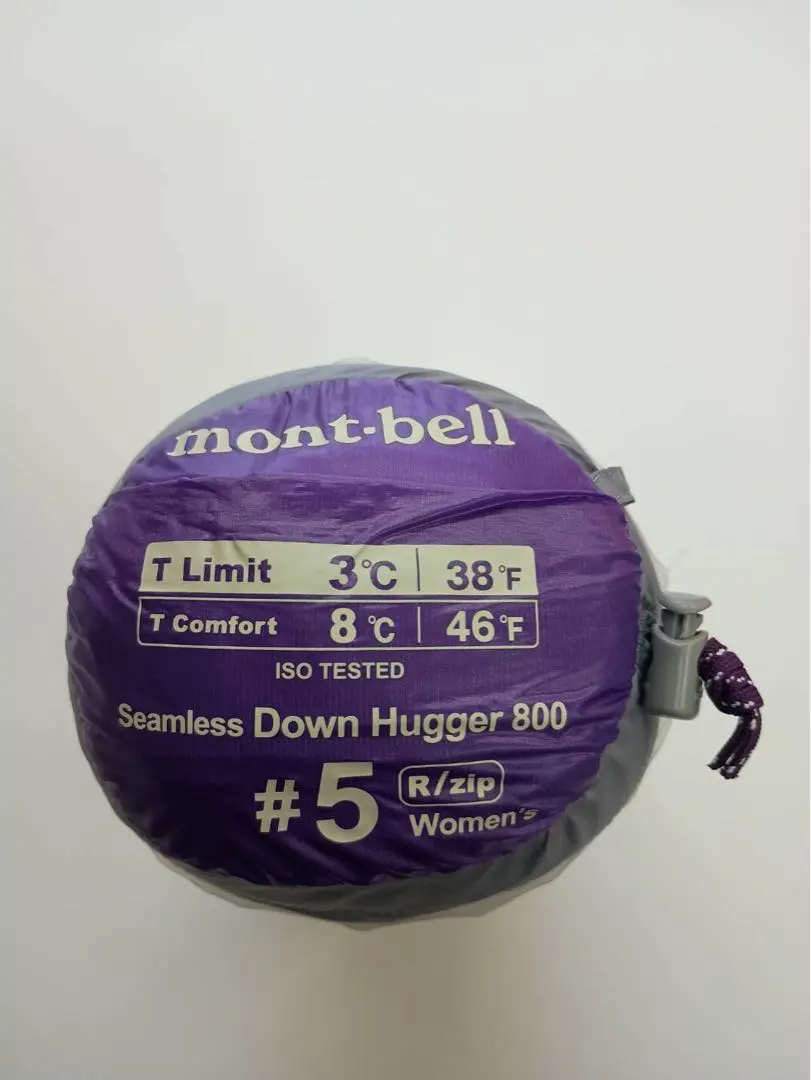 mont-bell
T Limit 3℃ | 38°F
T Comfort 8℃ | 46°F
ISO TESTED
Seamless Down Hugger 800
#5 R/zip
Women's